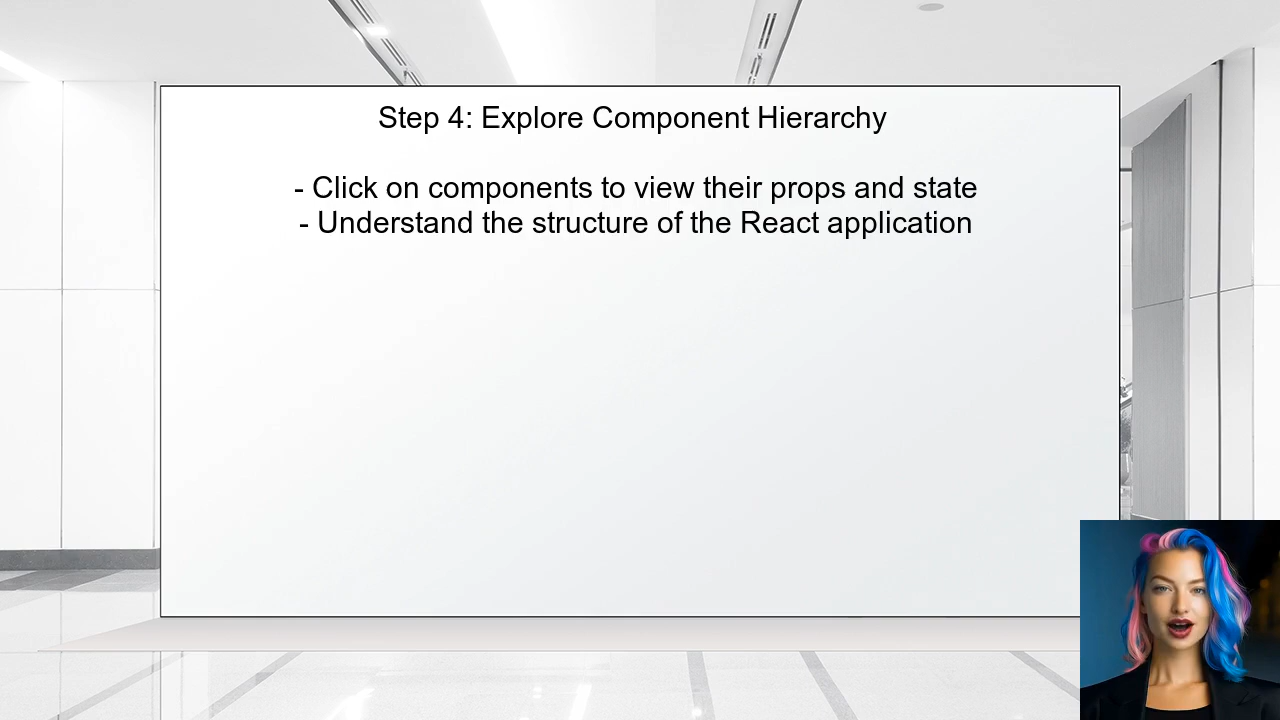 Step 4: Explore Component Hierarchy
- Click on components to view their props and state
- Understand the structure of the React application